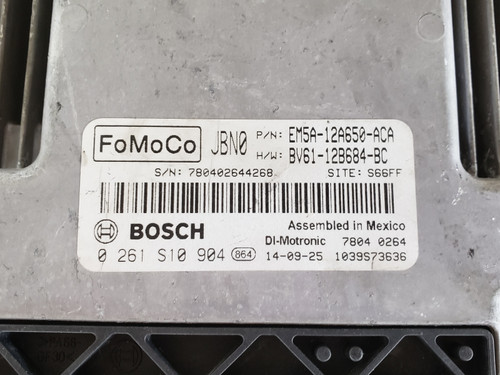 FoMoCo JBN0 P/N: EM5A-12A650-ACA
H/W: BV61-12B684-BC
S/N: 780402644268 SITE: S66FF
BOSCH Assembled in Mexico
DI-Motronic 7804 0264
0 261 S10 904 864 14-09-25 1039S73636